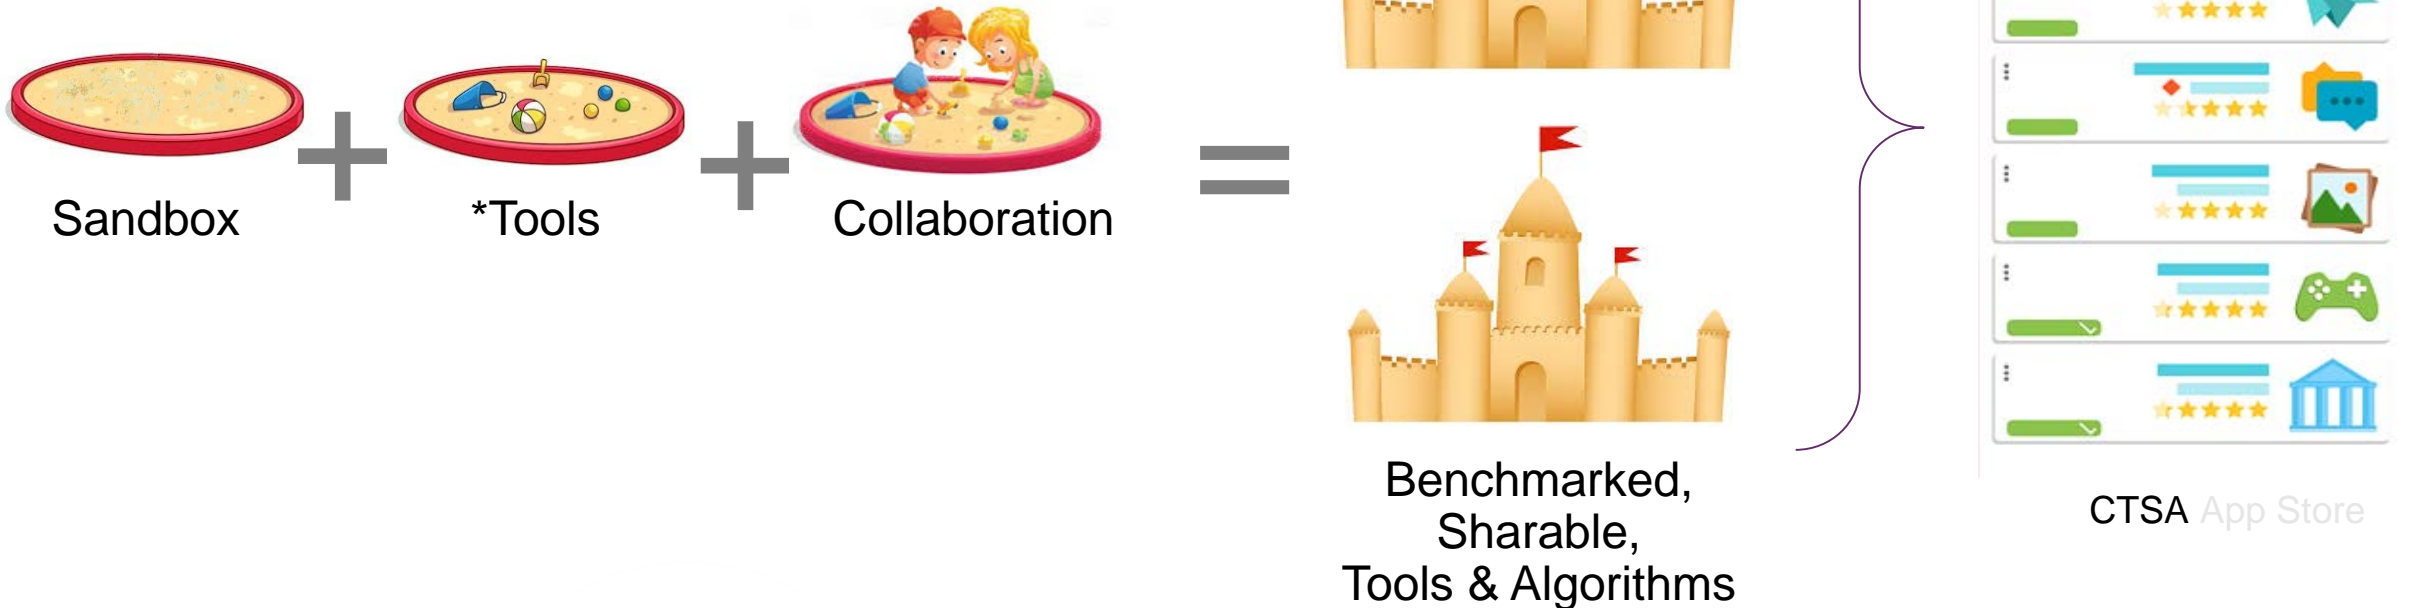 Sandbox
*Tools
Collaboration
Benchmarked,
Sharable,
Tools & Algorithms
CTSA App Store